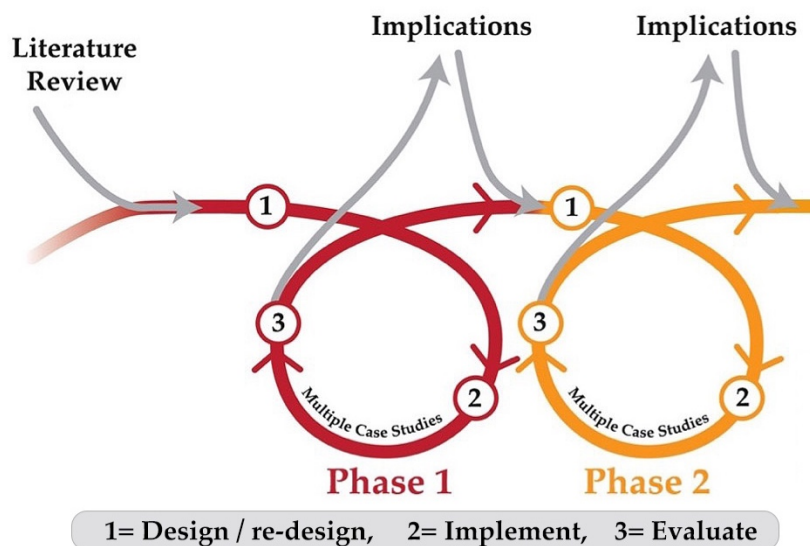 Literature
Review
Implications
Implications
1
1
3
2
3
2
Multiple Case Studies
Multiple Case Studies
Phase 1
Phase 2
1= Design / re-design, 2= Implement, 3= Evaluate